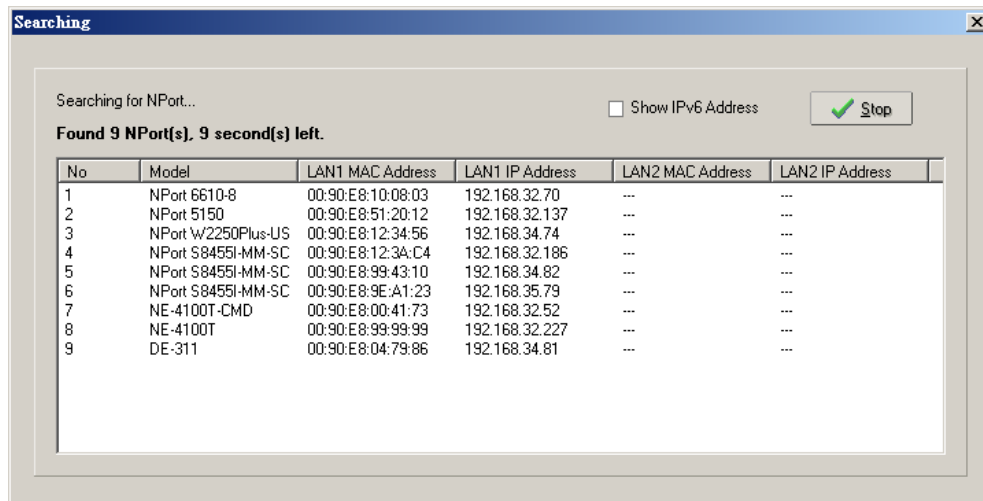 Searching
Searching for NPort...
Show IPv6 Address
Stop
Found 9 NPort(s), 9 second(s) left.
No Model LAN1 MAC Address LAN1 IP Address LAN2 MAC Address LAN2 IP Address
1 NPort 6610-8 00:90:E8:10:08:03 192.168.32.70 --- ---
2 NPort 5150 00:90:E8:51:20:12 192.168.32.137 --- ---
3 NPort W2250Plus-US 00:90:E8:12:34:56 192.168.34.74 --- ---
4 NPort S8455I-MM-SC 00:90:E8:12:3A:C4 192.168.32.186 --- ---
5 NPort S8455I-MM-SC 00:90:E8:99:43:10 192.168.34.82 --- ---
6 NPort S8455I-MM-SC 00:90:E8:9E:A1:23 192.168.35.79 --- ---
7 NE-4100T-CMD 00:90:E8:00:41:73 192.168.32.52 --- ---
8 NE-4100T 00:90:E8:99:99:99 192.168.32.227 --- ---
9 DE-311 00:90:E8:04:79:86 192.168.34.81 --- ---